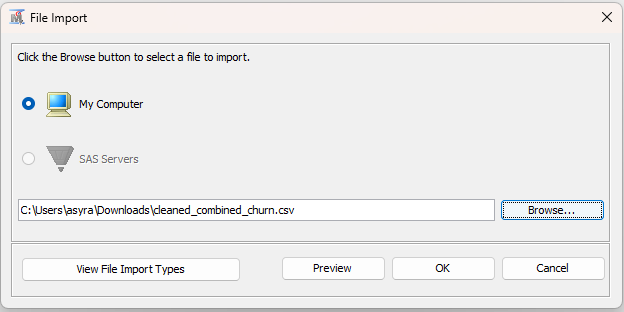 File Import
Click the Browse button to select a file to import.
My Computer
SAS Servers
C:\Users\asyra\Downloads\cleaned_combined_churn.csv
Browse...
View File Import Types
Preview
OK
Cancel